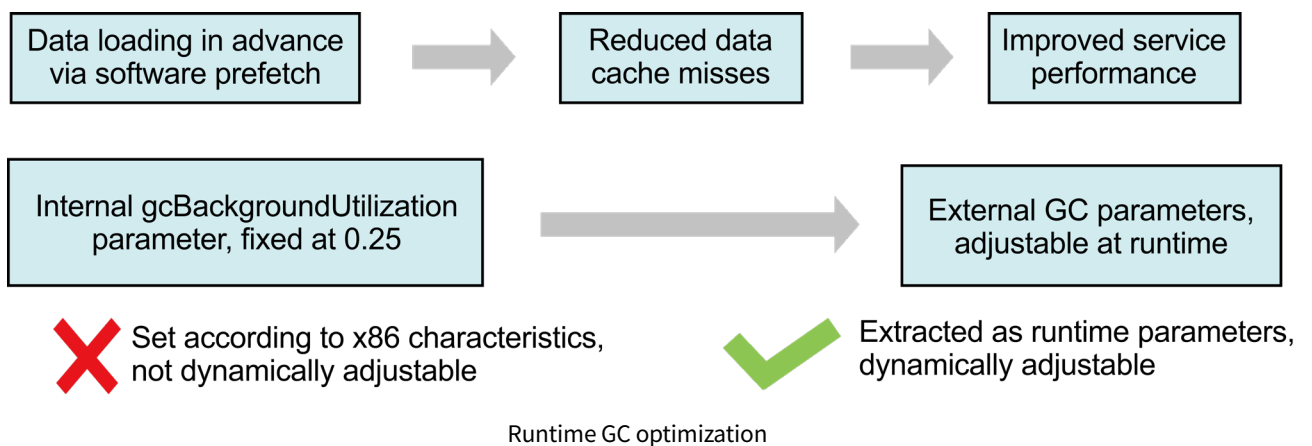 Data loading in advance
via software prefetch
Reduced data
cache misses
Improved service
performance
Internal gcBackgroundUtilization
parameter, fixed at 0.25
External GC parameters,
adjustable at runtime
Set according to x86 characteristics,
not dynamically adjustable
Extracted as runtime parameters,
dynamically adjustable
Runtime GC optimization